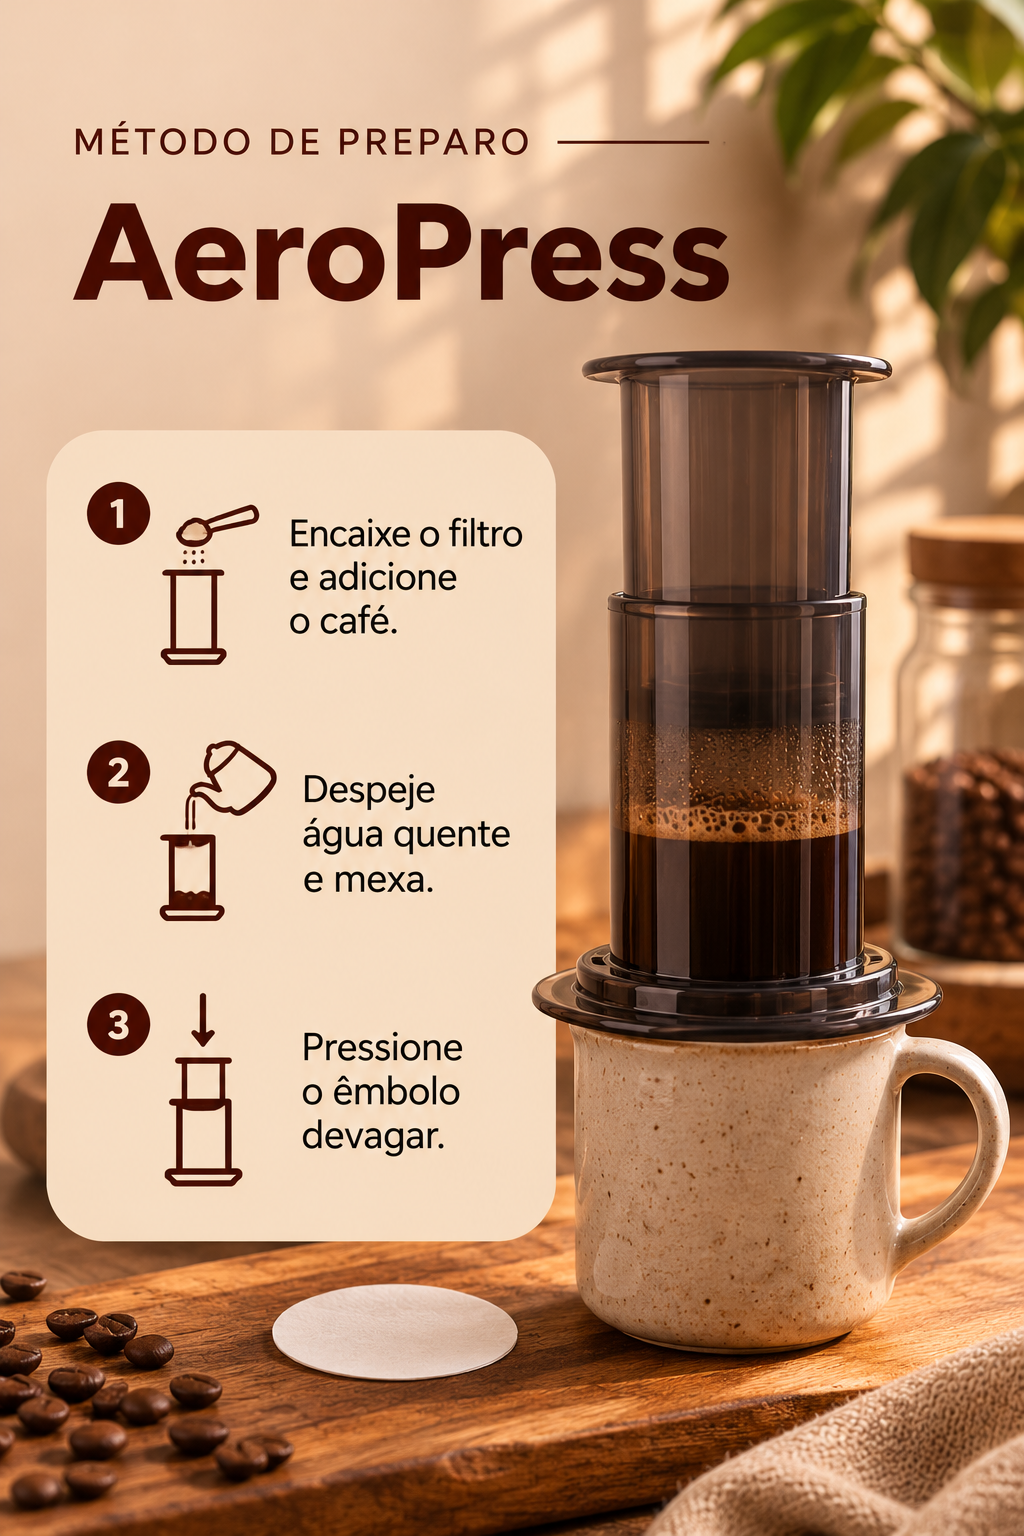 MÉTODO DE PREPARO
AeroPress
1
Encaixe o filtro
e adicione
o café.
2
Despeje
água quente
e mexa.
3
Pressione
o êmbolo
devagar.